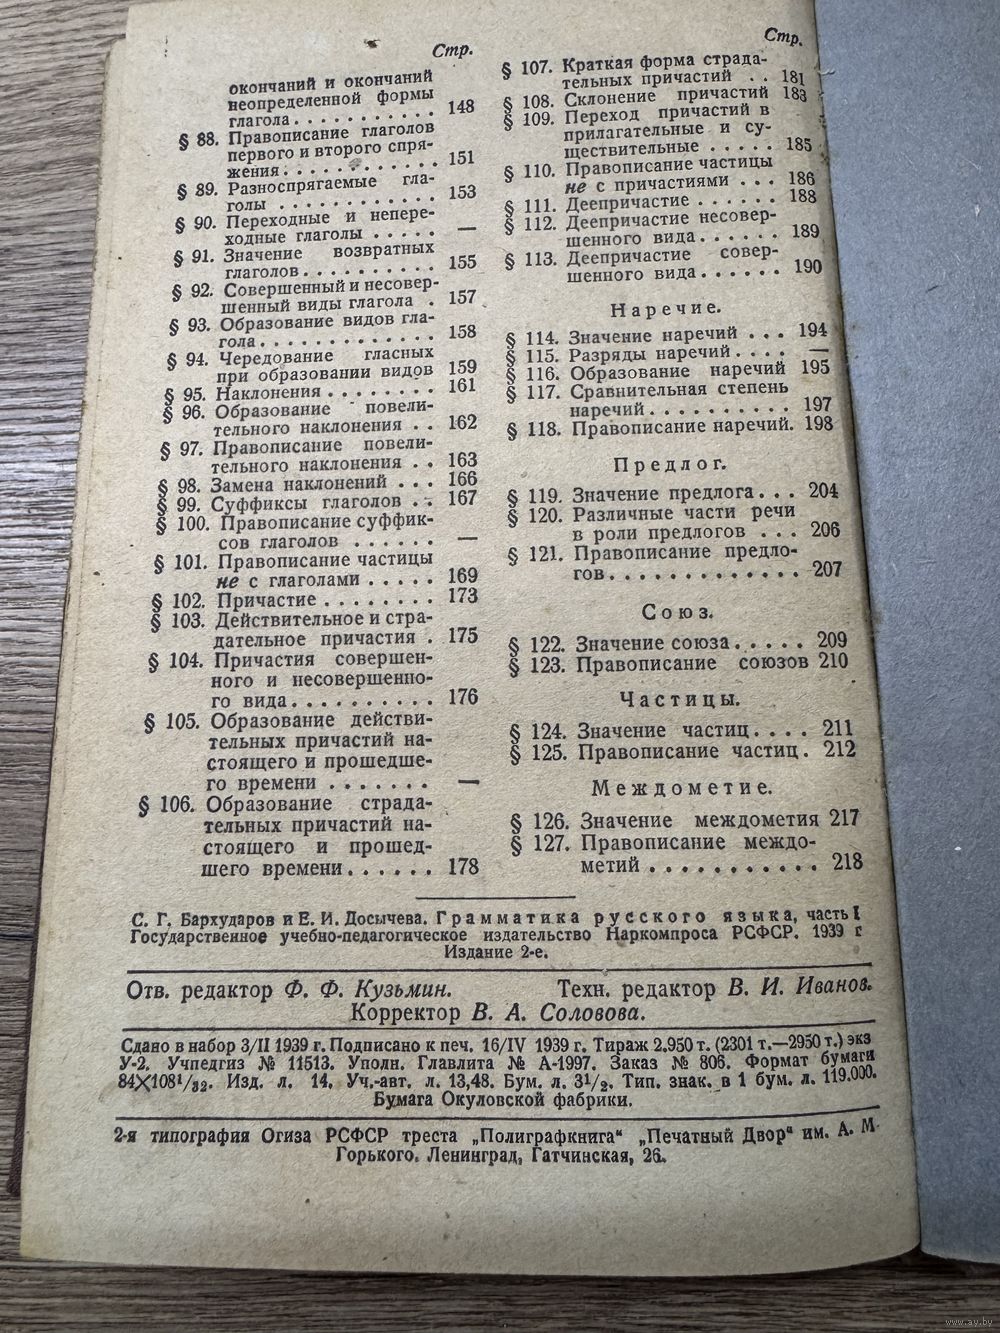 Стр.
окончаний и окончаний
неопределенной формы
глагола . . . . . . . . . . . 148
§ 88. Правописание глаголов
первого и второго спря-
жения . . . . . . . . . . . . 151
§ 89. Разноспрягаемые гла-
голы . . . . . . . . . . . . 153
§ 90. Переходные и непере-
ходные глаголы . . . . . —
§ 91. Значение возвратных
глаголов . . . . . . . . . . 155
§ 92. Совершенный и несовер-
шенный виды глагола . 157
§ 93. Образование видов гла-
гола . . . . . . . . . . . . . 158
§ 94. Чередование гласных
при образовании видов 159
§ 95. Наклонения . . . . . . . 161
§ 96. Образование повели-
тельного наклонения . . 162
§ 97. Правописание повели-
тельного наклонения . . 163
§ 98. Замена наклонений . . . 166
§ 99. Суффиксы глаголов . . 167
§ 100. Правописание суффик-
сов глаголов . . . . . . —
§ 101. Правописание частицы
не с глаголами . . . . . 169
§ 102. Причастие . . . . . . . . 173
§ 103. Действительное и стра-
дательное причастия . 175
§ 104. Причастия совершен-
ного и несовершенно-
го вида . . . . . . . . . . 176
§ 105. Образование действи-
тельных причастий на-
стоящего и прошедше-
го времени . . . . . . . —
§ 106. Образование страда-
тельных причастий на-
стоящего и прошед-
шего времени . . . . . . 178
Стр.
§ 107. Краткая форма страда-
тельных причастий . . 181
§ 108. Склонение причастий 183
§ 109. Переход причастий в
прилагательные и су-
ществительные . . . . . 185
§ 110. Правописание частицы
не с причастиями . . . 186
§ 111. Деепричастие . . . . . . 188
§ 112. Деепричастие несовер-
шенного вида . . . . . . 189
§ 113. Деепричастие совер-
шенного вида . . . . . . 190
Наречие.
§ 114. Значение наречий . . . 194
§ 115. Разряды наречий . . . . —
§ 116. Образование наречий 195
§ 117. Сравнительная степень
наречий . . . . . . . . . . 197
§ 118. Правописание наречий. 198
Предлог.
§ 119. Значение предлога . . . 204
§ 120. Различные части речи
в роли предлогов . . . 206
§ 121. Правописание предло-
гов . . . . . . . . . . . . . 207
Союз.
§ 122. Значение союза . . . . . 209
§ 123. Правописание союзов 210
Частицы.
§ 124. Значение частиц . . . . 211
§ 125. Правописание частиц . 212
Междометие.
§ 126. Значение междометия 217
§ 127. Правописание междо-
метий . . . . . . . . . . . 218
С. Г. Бархударов и Е. И. Досычева. Грамматика русского языка, часть I
Государственное учебно-педагогическое издательство Наркомпроса РСФСР. 1939 г
Издание 2-е.
Отв. редактор Ф. Ф. Кузьмин. Техн. редактор В. И. Иванов.
Корректор В. А. Соловова.
Сдано в набор 3/II 1939 г. Подписано к печ. 16/IV 1939 г. Тираж 2.950 т. (2301 т.—2950 т.) экз
У-2. Учпедгиз № 11513. Уполн. Главлита № А-1997. Заказ № 806. Формат бумаги
84×108¹/₃₂. Изд. л. 14. Уч.-авт. л. 13,48. Бум. л. 3¹/₂. Тип. знак. в 1 бум. л. 119.000.
Бумага Окуловской фабрики.
2-я типография Огиза РСФСР треста „Полиграфкнига“ „Печатный Двор“ им. А. М
Горького. Ленинград, Гатчинская, 26.
www.ay.by